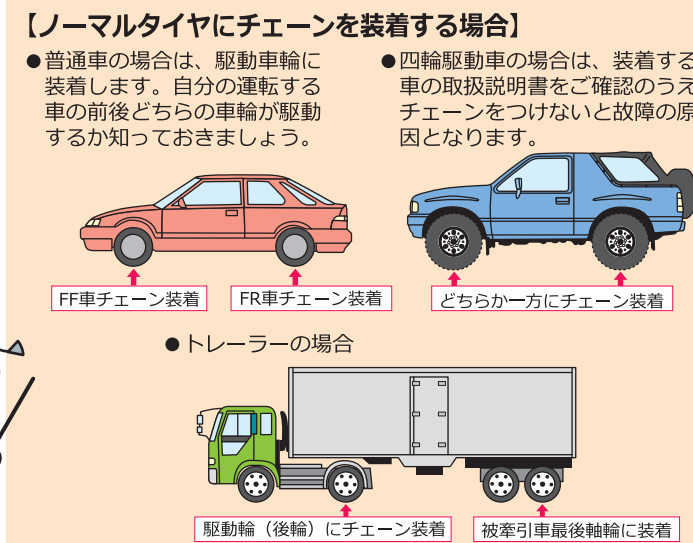 【ノーマルタイヤにチェーンを装着する場合】
●普通車の場合は、駆動車輪に
装着します。自分の運転する
車の前後どちらの車輪が駆動
するか知っておきましょう。
●四輪駆動車の場合は、装着する
車の取扱説明書をご確認のうえ
チェーンをつけないと故障の原
因となります。
FF車チェーン装着
FR車チェーン装着
どちらか一方にチェーン装着
●トレーラーの場合
駆動輪（後輪）にチェーン装着
被牽引車最後軸輪に装着